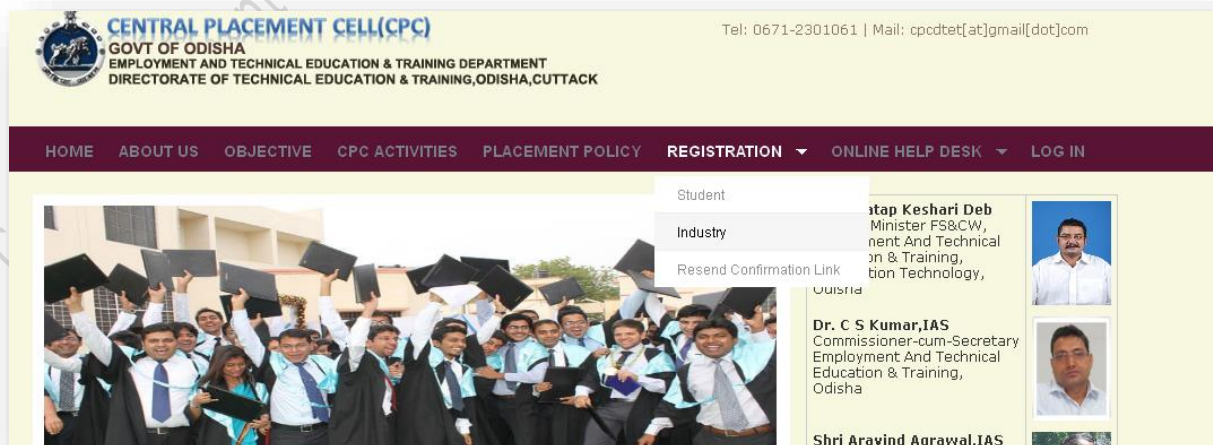 CENTRAL PLACEMENT CELL(CPC)
GOVT OF ODISHA
EMPLOYMENT AND TECHNICAL EDUCATION & TRAINING DEPARTMENT
DIRECTORATE OF TECHNICAL EDUCATION & TRAINING,ODISHA,CUTTACK
Tel: 0671-2301061 | Mail: cpcdtet[at]gmail[dot]com
HOME ABOUT US OBJECTIVE CPC ACTIVITIES PLACEMENT POLICY REGISTRATION ONLINE HELP DESK LOG IN
Student
Industry
Resend Confirmation Link
atap Keshari Deb
Minister FS&CW,
ment And Technical
on & Training,
tion Technology,
Odisha
Dr. C S Kumar,IAS
Commissioner-cum-Secretary
Employment And Technical
Education & Training,
Odisha
Shri Aravind Agrawal,IAS